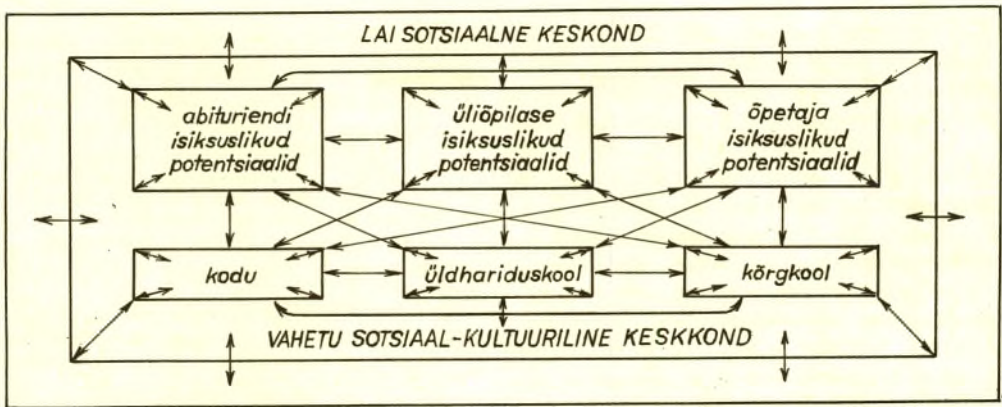 LAI SOTSIAALNE KESKOND
abituriendi
isiksuslikud
potentsiaalid
üliõpilase
isiksuslikud
potentsiaalid
õpetaja
isiksuslikud
potentsiaalid
kodu
üldhariduskool
kõrgkool
VAHETU SOTSIAAL-KULTUURILINE KESKKOND